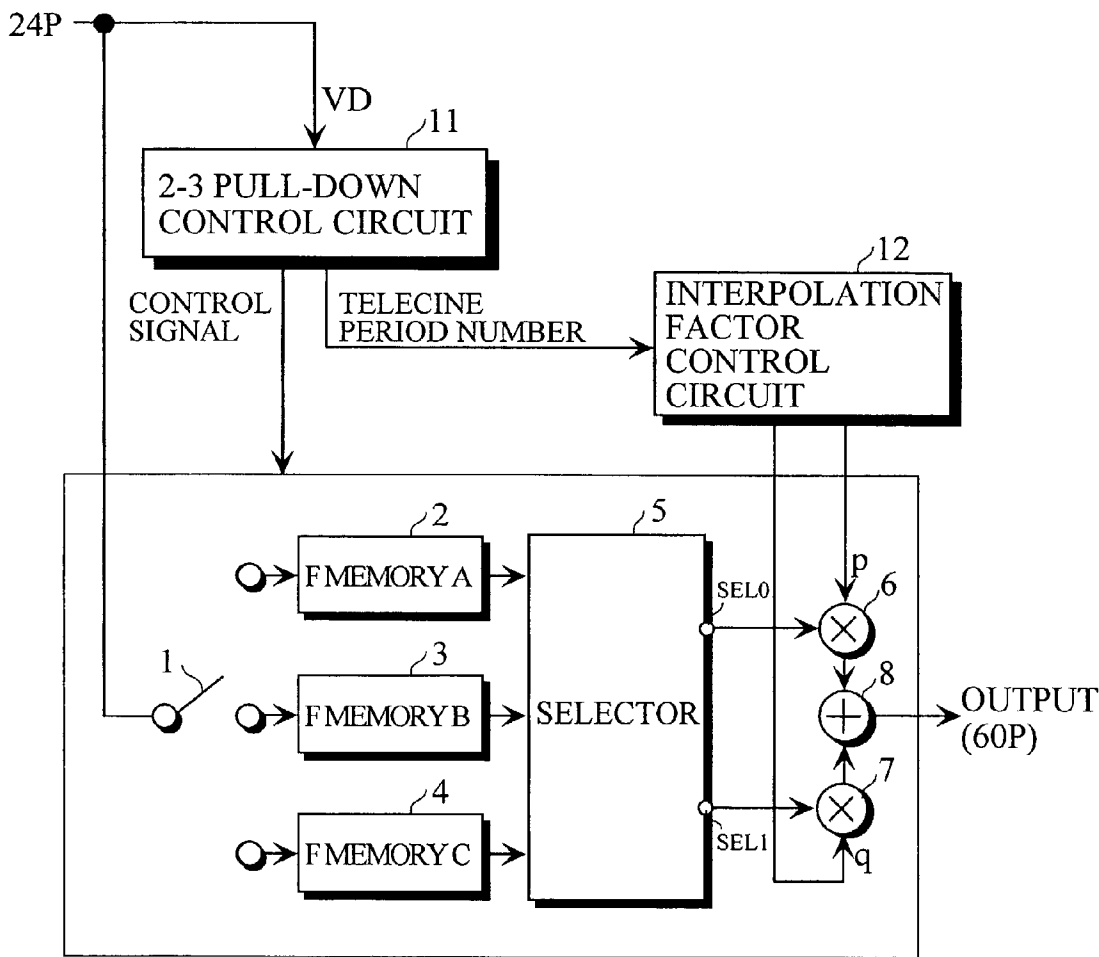 24P
VD
11
2-3 PULL-DOWN
CONTROL CIRCUIT
CONTROL
SIGNAL
TELECINE
PERIOD NUMBER
12
INTERPOLATION
FACTOR
CONTROL
CIRCUIT
2
FMEMORY A
5
SELECTOR
SEL0
p
6
1
3
FMEMORY B
8
OUTPUT
(60P)
4
FMEMORY C
SEL1
7
q